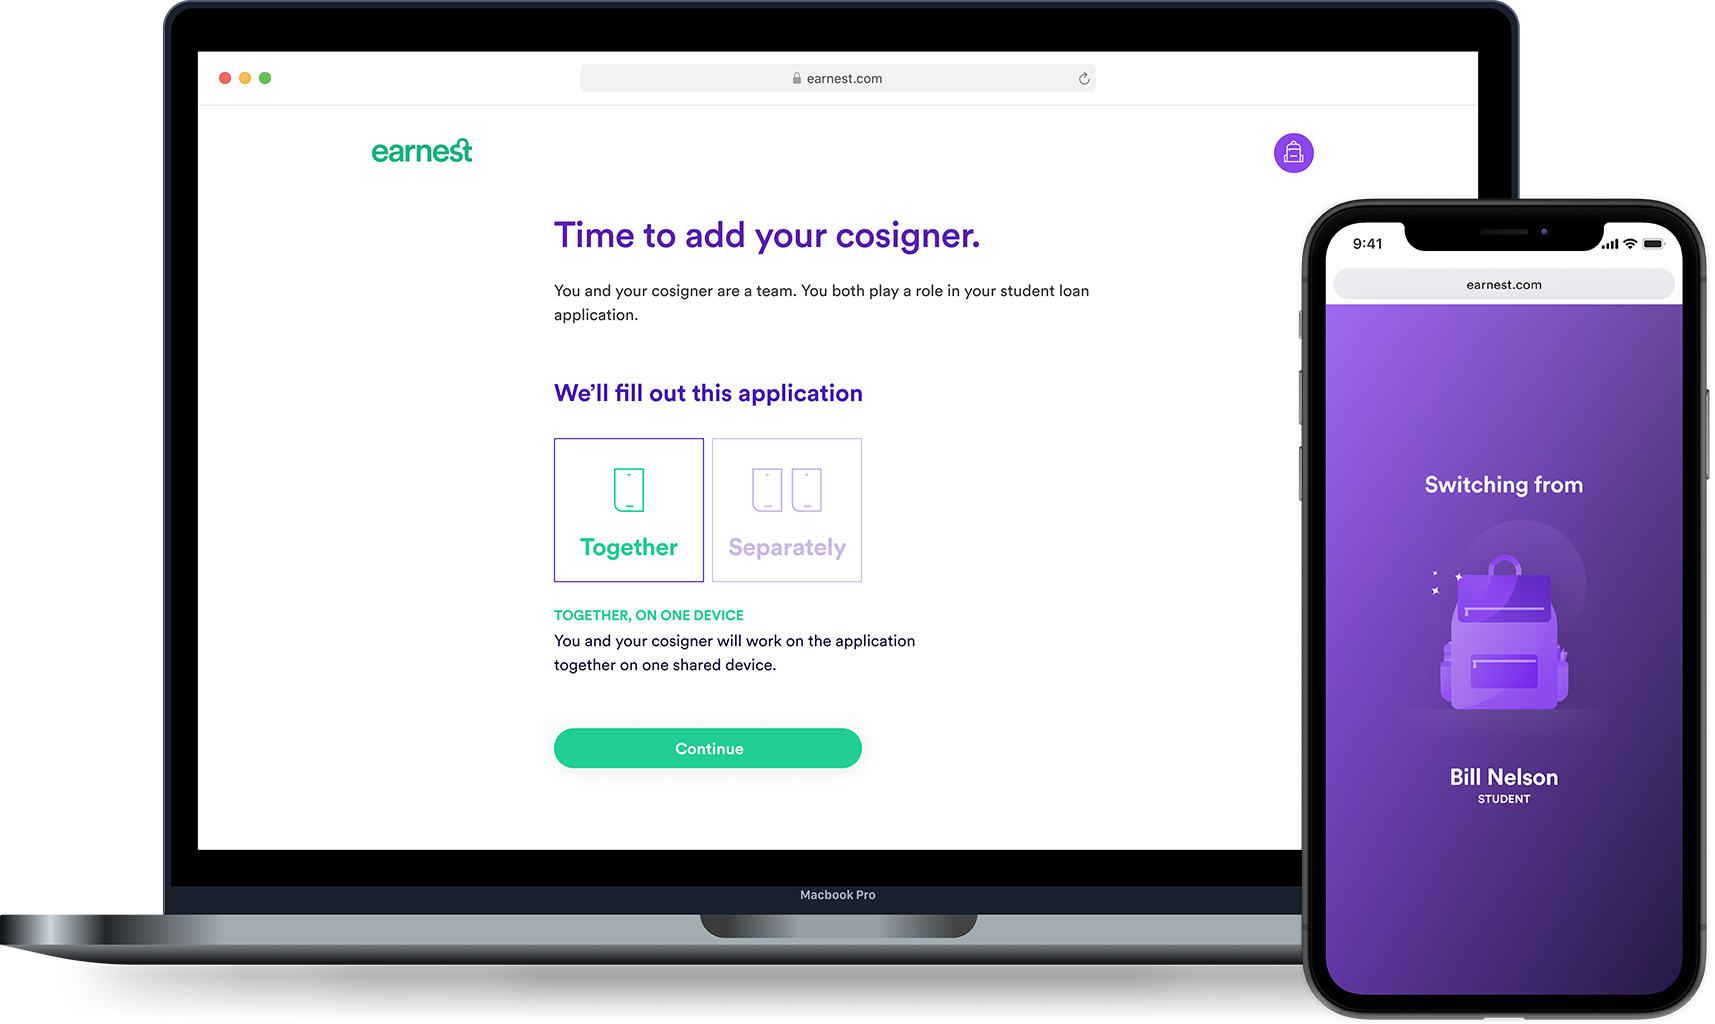 earnest.com
earnest
Time to add your cosigner.
You and your cosigner are a team. You both play a role in your student loan
application.
We’ll fill out this application
Together
Separately
TOGETHER, ON ONE DEVICE
You and your cosigner will work on the application
together on one shared device.
Continue
Macbook Pro
9:41
earnest.com
Switching from
Bill Nelson
STUDENT